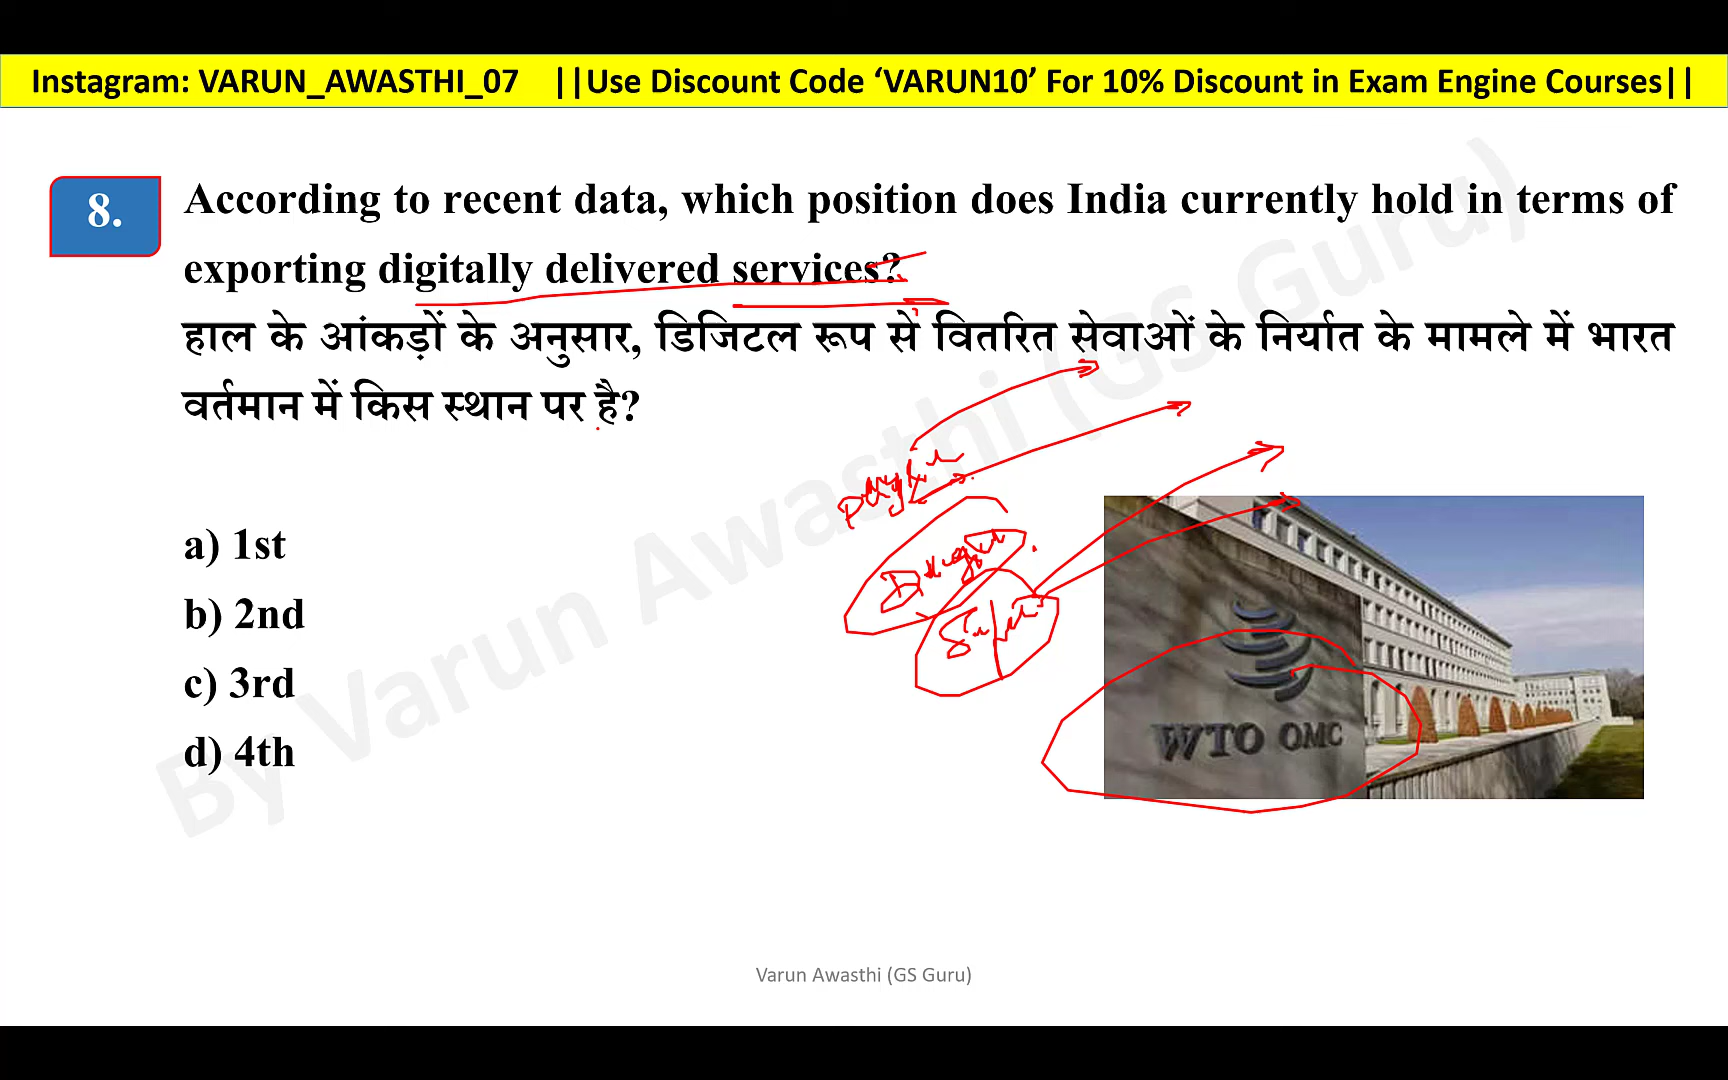 Instagram: VARUN_AWASTHI_07 ||Use Discount Code ‘VARUN10’ For 10% Discount in Exam Engine Courses||
8.
According to recent data, which position does India currently hold in terms of
exporting digitally delivered services?
हाल के आंकड़ों के अनुसार, डिजिटल रूप से वितरित सेवाओं के निर्यात के मामले में भारत
वर्तमान में किस स्थान पर है?
a) 1st
b) 2nd
c) 3rd
d) 4th
WTO OMC
By Varun Awasthi (GS Guru)
Varun Awasthi (GS Guru)